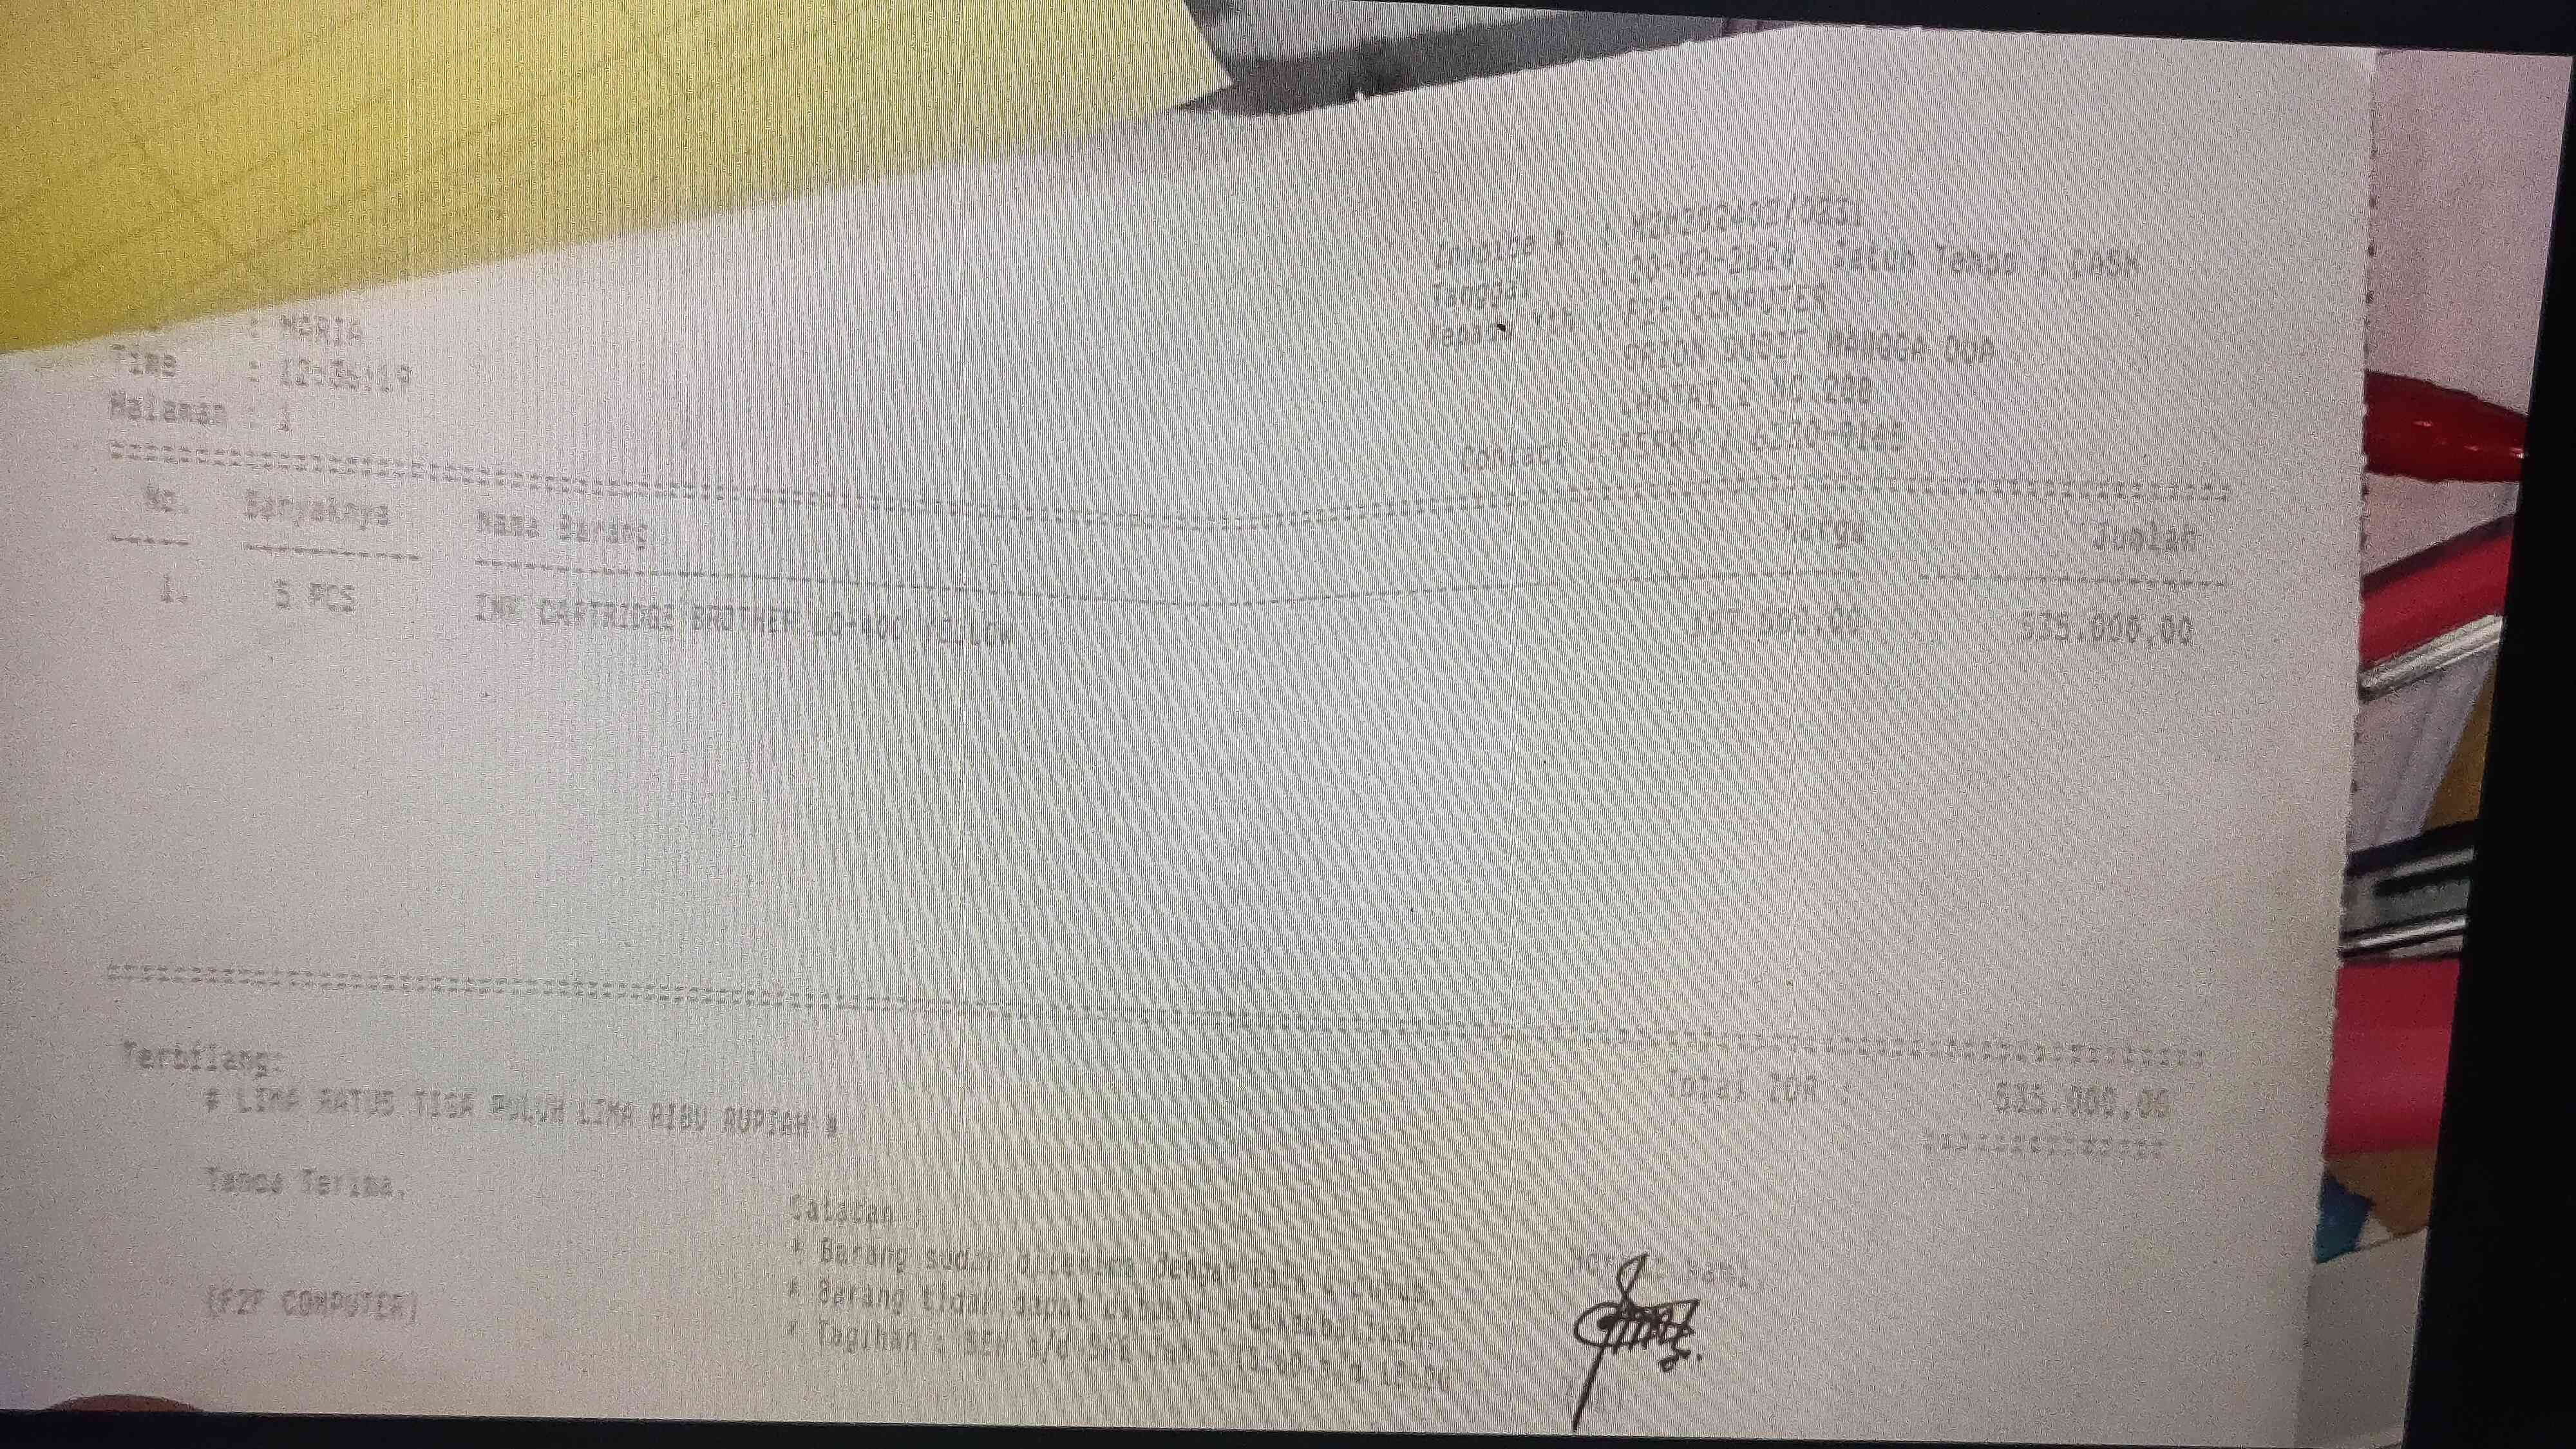 Invoice # : M2M202402/0231
Tanggal : 20-02-2024 Jatuh Tempo : CASH
Kepada Yth : F2F COMPUTER
ORION DUSIT MANGGA DUA
LANTAI 2 NO.28B
Contact : FERRY / 6230-9165
: MARIA
Time : 12:36:19
Halaman : 1
No. Banyaknya Nama Barang Harga Jumlah
1. 5 PCS INK CARTRIDGE BROTHER LC-400 YELLOW 107.000,00 535.000,00
Terbilang: Total IDR : 535.000,00
# LIMA RATUS TIGA PULUH LIMA RIBU RUPIAH #
Tanda Terima,
Catatan :
* Barang sudah diterima dengan baik & cukup.
* Barang tidak dapat ditukar / dikembalikan.
* Tagihan : SEN s/d SAB Jam : 13:00 s/d 18:00
Hormat Kami,
(F2F COMPUTER)